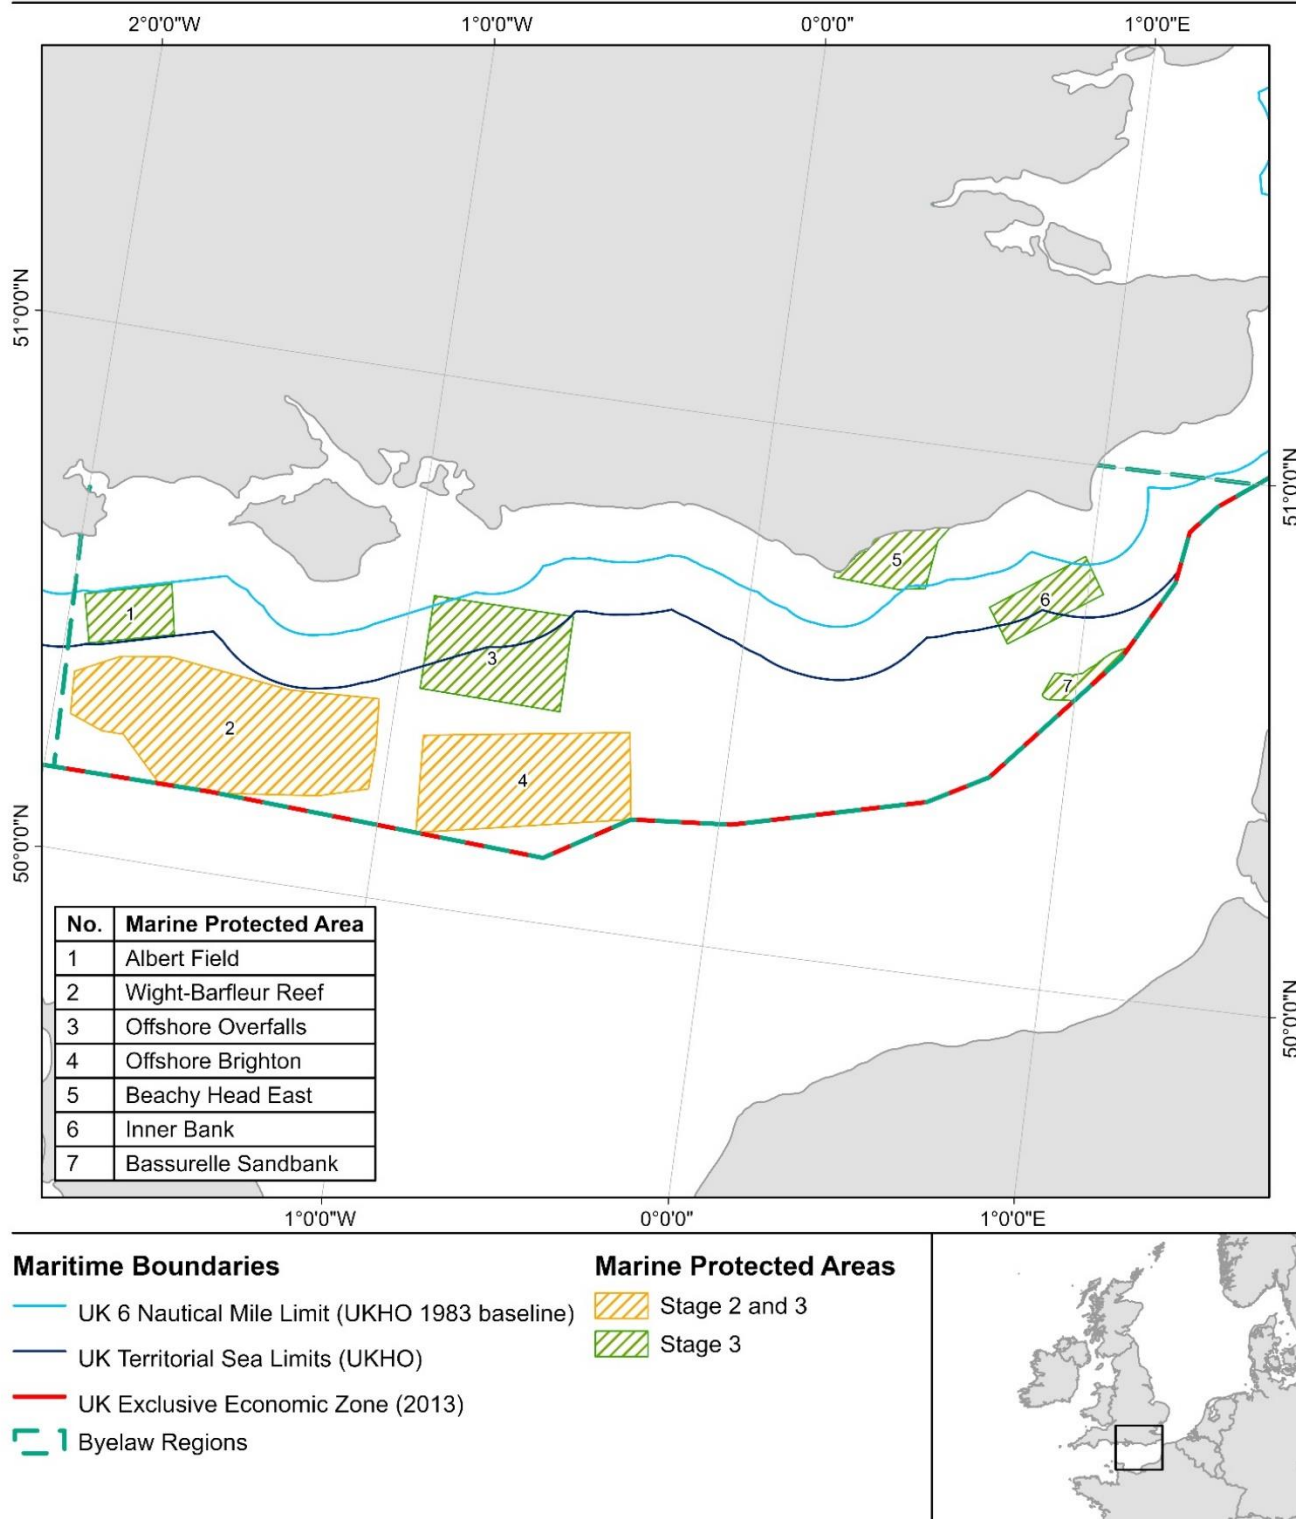 2°0'0"W 1°0'0"W 0°0'0" 1°0'0"E
51°0'0"N
51°0'0"N
50°0'0"N
50°0'0"N
1
2
3
4
5
6
7
No. Marine Protected Area
1 Albert Field
2 Wight-Barfleur Reef
3 Offshore Overfalls
4 Offshore Brighton
5 Beachy Head East
6 Inner Bank
7 Bassurelle Sandbank
1°0'0"W 0°0'0" 1°0'0"E
Maritime Boundaries
UK 6 Nautical Mile Limit (UKHO 1983 baseline)
UK Territorial Sea Limits (UKHO)
UK Exclusive Economic Zone (2013)
Byelaw Regions
Marine Protected Areas
Stage 2 and 3
Stage 3